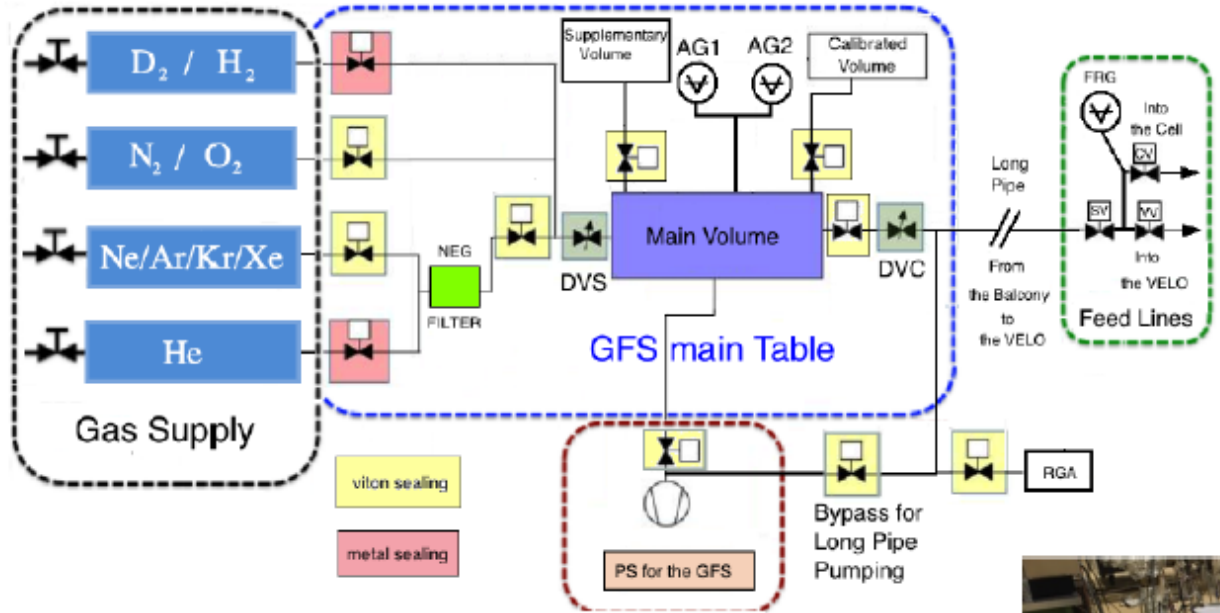 D₂ / H₂
N₂ / O₂
Ne/Ar/Kr/Xe
He
Gas Supply
viton sealing
metal sealing
NEG
FILTER
Supplementary
Volume
AG1
AG2
Calibrated
Volume
DVS
Main Volume
DVC
GFS main Table
PS for the GFS
Bypass for
Long Pipe
Pumping
RGA
Long
Pipe
From
the Balcony
to
the VELO
FRG
Into
the Cell
CV
SV
VV
Into
the VELO
Feed Lines